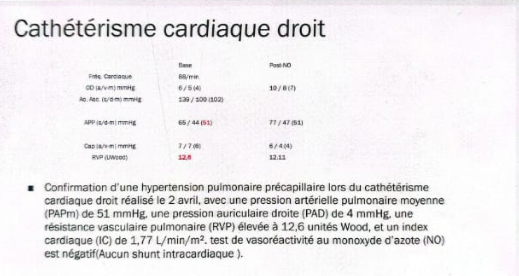 Cathétérisme cardiaque droit
Base Post-NO
Fréq. Cardiaque 88/min
OD (a/v-m) mmHg 6 / 5 (4) 10 / 8 (7)
Ao. Asc. (s/d-m) mmHg 139 / 100 (102)
APP (s/d-m) mmHg 65 / 44 (51) 77 / 47 (51)
Cap (a/v-m) mmHg 7 / 7 (6) 6 / 4 (4)
RVP (UWood) 12,6 12.11
▪ Confirmation d'une hypertension pulmonaire précapillaire lors du cathétérisme
cardiaque droit réalisé le 2 avril, avec une pression artérielle pulmonaire moyenne
(PAPm) de 51 mmHg, une pression auriculaire droite (PAD) de 4 mmHg, une
résistance vasculaire pulmonaire (RVP) élevée à 12,6 unités Wood, et un index
cardiaque (IC) de 1,77 L/min/m². test de vasoréactivité au monoxyde d'azote (NO)
est négatif(Aucun shunt intracardiaque ).